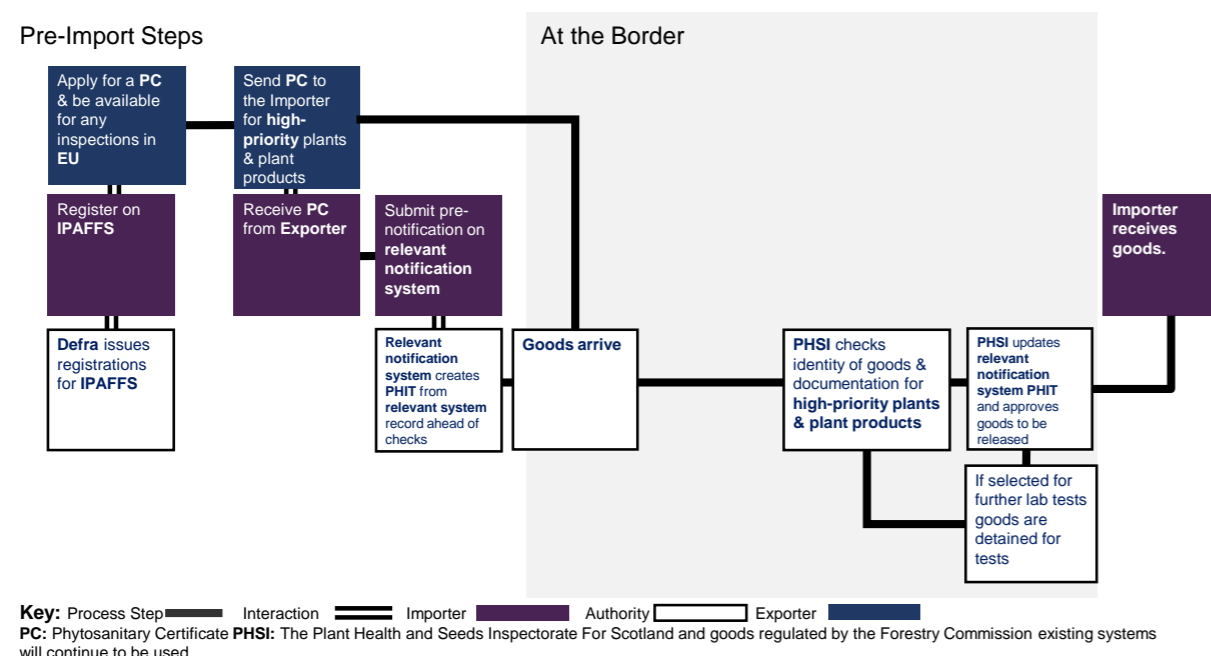 Pre-Import Steps
At the Border
Apply for a PC
& be available
for any
inspections in
EU
Send PC to
the Importer
for high-
priority plants
& plant
products
Register on
IPAFFS
Receive PC
from Exporter
Submit pre-
notification on
relevant
notification
system
Importer
receives
goods.
Defra issues
registrations
for IPAFFS
Relevant
notification
system creates
PHIT from
relevant system
record ahead of
checks
Goods arrive
PHSI checks
identity of goods &
documentation for
high-priority plants
& plant products
PHSI updates
relevant
notification
system PHIT
and approves
goods to be
released
If selected for
further lab tests
goods are
detained for
tests
Key: Process Step Interaction Importer Authority Exporter
PC: Phytosanitary Certificate PHSI: The Plant Health and Seeds Inspectorate For Scotland and goods regulated by the Forestry Commission existing systems
will continue to be used